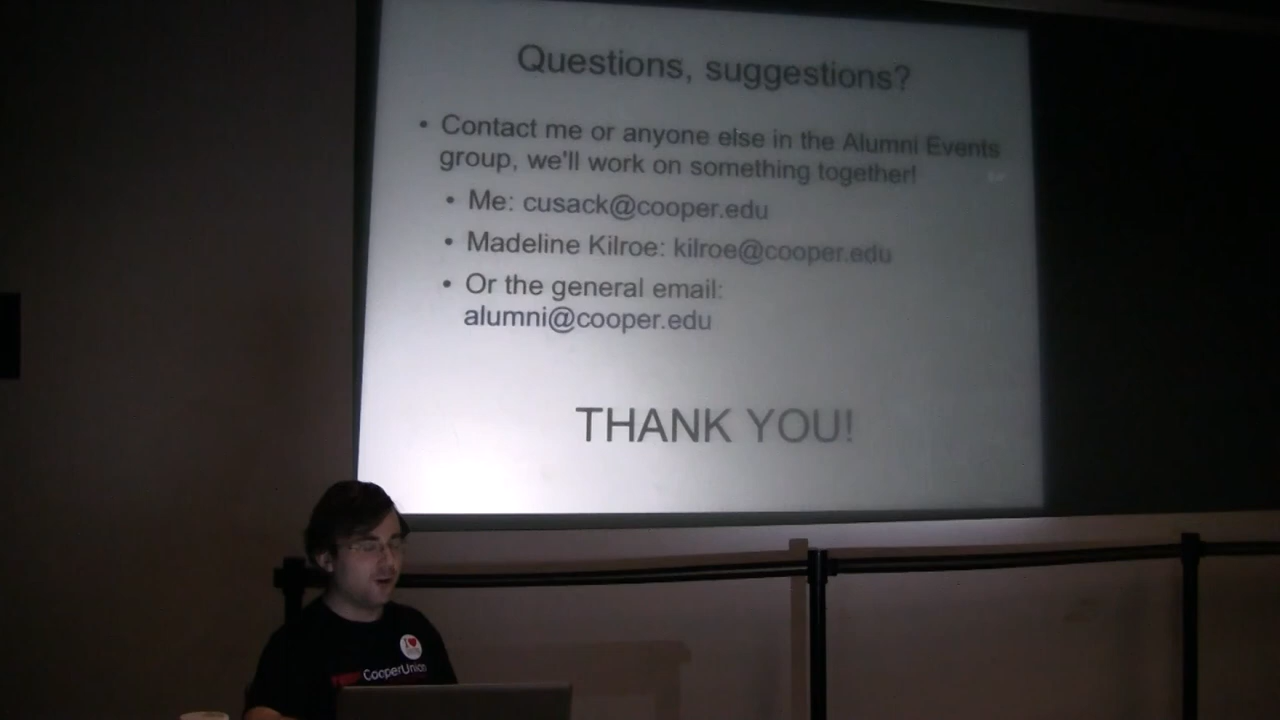 Questions, suggestions?
• Contact me or anyone else in the Alumni Events
group, we'll work on something together!
• Me: cusack@cooper.edu
• Madeline Kilroe: kilroe@cooper.edu
• Or the general email:
alumni@cooper.edu
THANK YOU!
CooperUnion